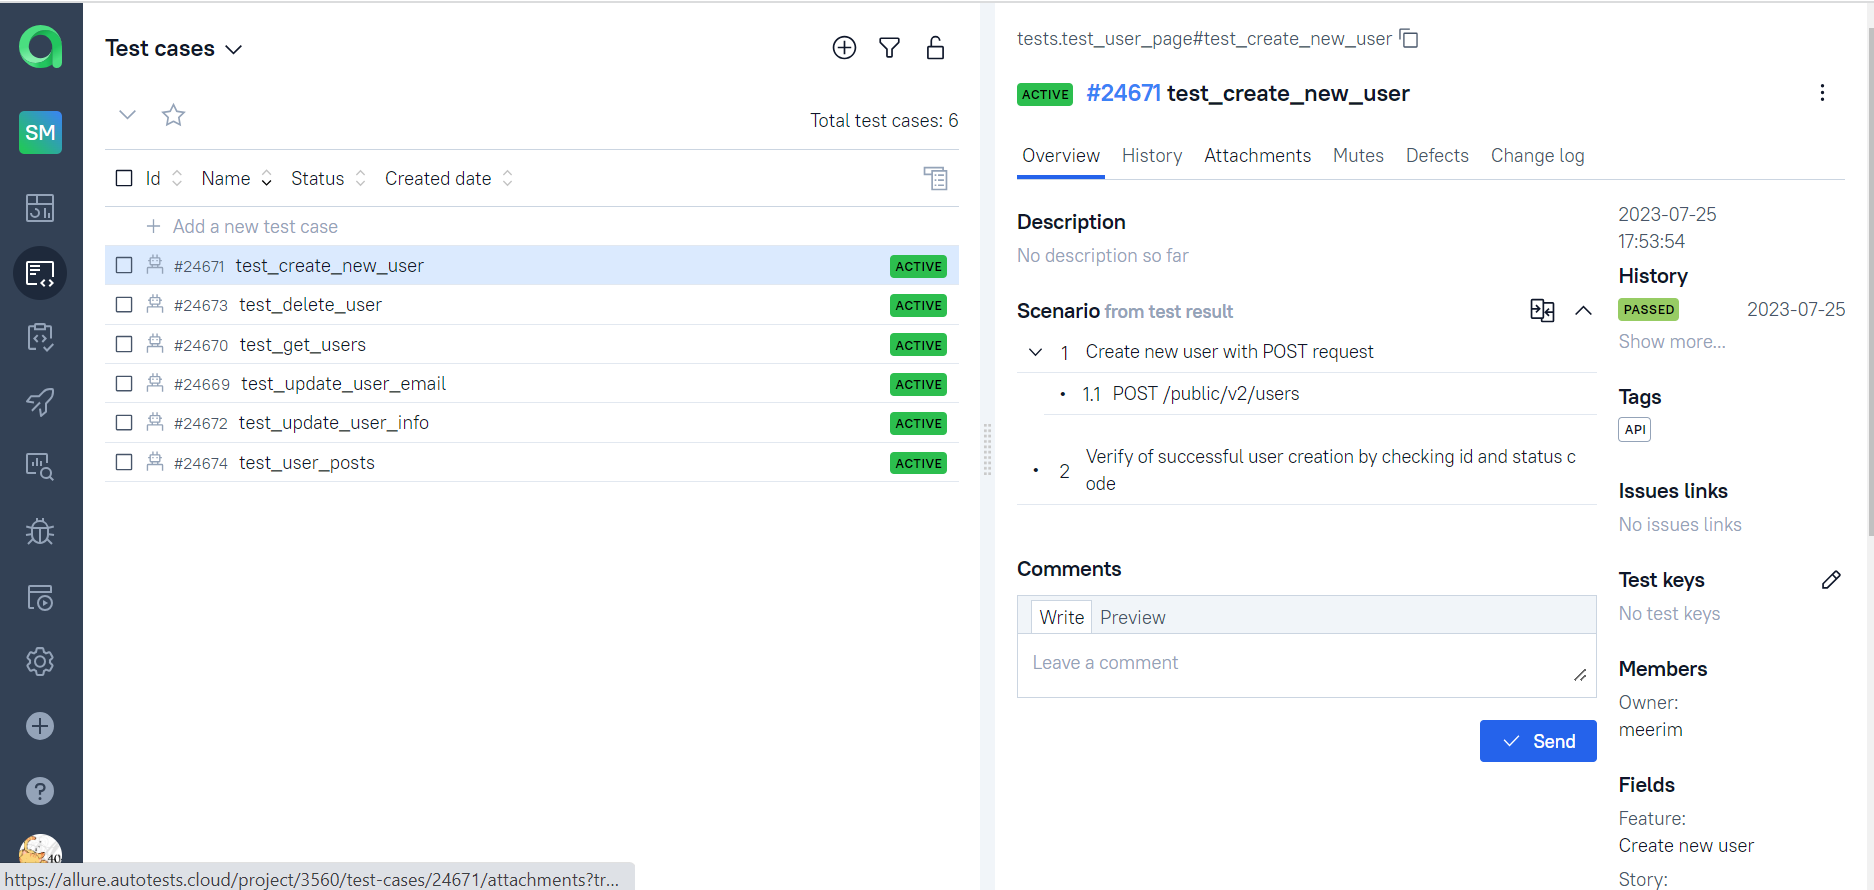 SM
Test cases
Total test cases: 6
Id Name Status Created date
Add a new test case
#24671 test_create_new_user ACTIVE
#24673 test_delete_user ACTIVE
#24670 test_get_users ACTIVE
#24669 test_update_user_email ACTIVE
#24672 test_update_user_info ACTIVE
#24674 test_user_posts ACTIVE
https://allure.autotests.cloud/project/3560/test-cases/24671/attachments?tr...
tests.test_user_page#test_create_new_user
ACTIVE #24671 test_create_new_user
Overview History Attachments Mutes Defects Change log
Description
No description so far
Scenario from test result
1 Create new user with POST request
• 1.1 POST /public/v2/users
• 2 Verify of successful user creation by checking id and status c
ode
Comments
Write Preview
Leave a comment
Send
2023-07-25
17:53:54
History
PASSED 2023-07-25
Show more...
Tags
API
Issues links
No issues links
Test keys
No test keys
Members
Owner:
meerim
Fields
Feature:
Create new user
Story: